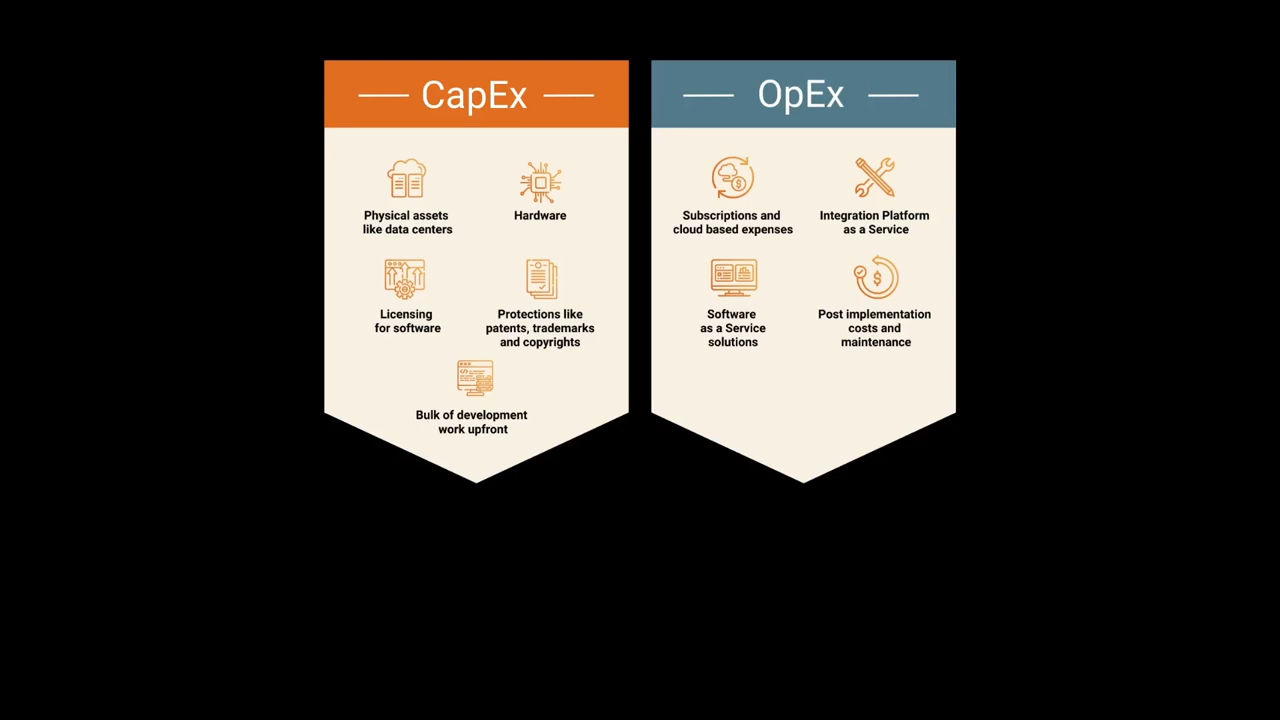 CapEx
Physical assets
like data centers
Hardware
Licensing
for software
Protections like
patents, trademarks
and copyrights
Bulk of development
work upfront
OpEx
Subscriptions and
cloud based expenses
Integration Platform
as a Service
Software
as a Service
solutions
Post implementation
costs and
maintenance